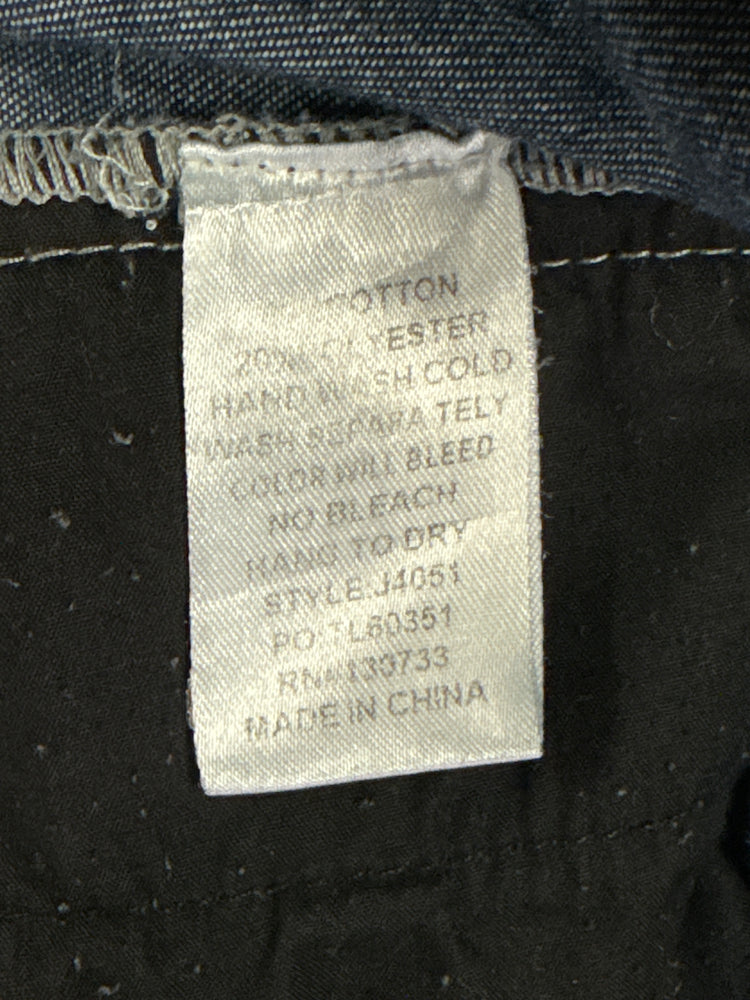 COTTON
20% POLYESTER
HAND WASH COLD
WASH SEPARA TELY
COLOR WILL BLEED
NO BLEACH
HANG TO DRY
STYLE:J4051
PO:TL60351
RN#130733
MADE IN CHINA